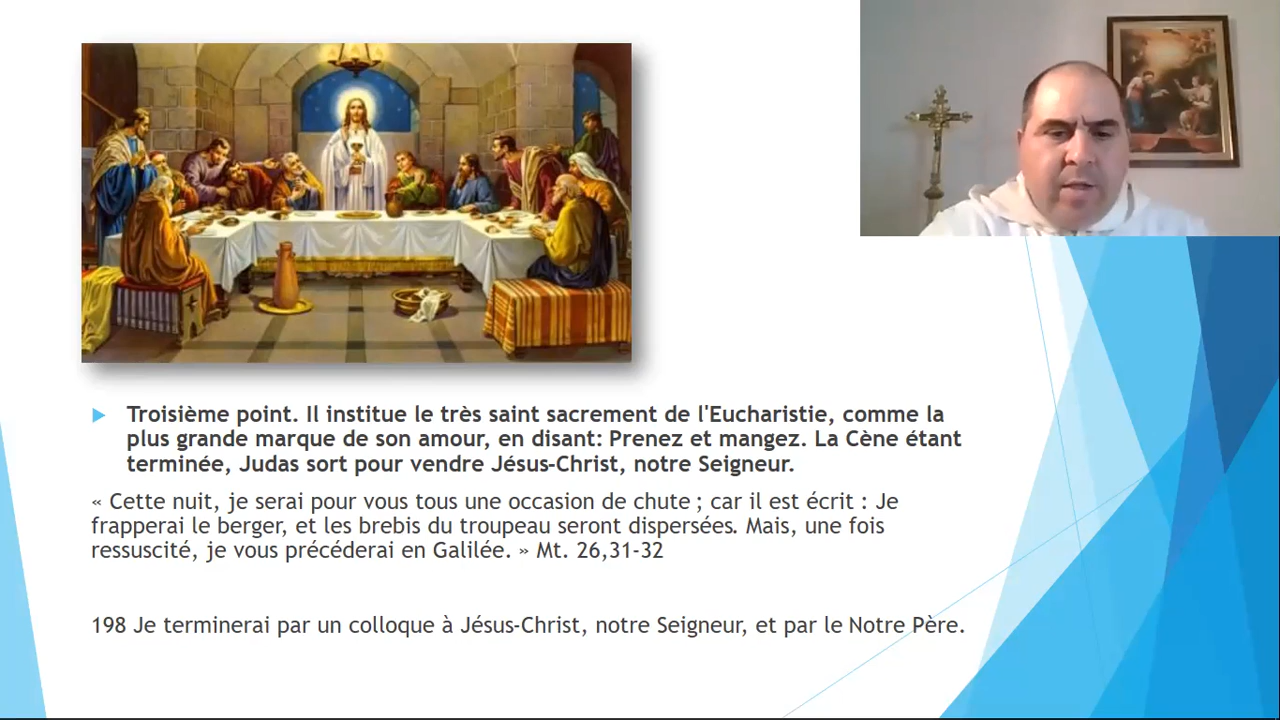 Troisième point. Il institue le très saint sacrement de l'Eucharistie, comme la
plus grande marque de son amour, en disant: Prenez et mangez. La Cène étant
terminée, Judas sort pour vendre Jésus-Christ, notre Seigneur.
« Cette nuit, je serai pour vous tous une occasion de chute ; car il est écrit : Je
frapperai le berger, et les brebis du troupeau seront dispersées. Mais, une fois
ressuscité, je vous précéderai en Galilée. » Mt. 26,31-32
198 Je terminerai par un colloque à Jésus-Christ, notre Seigneur, et par le Notre Père.